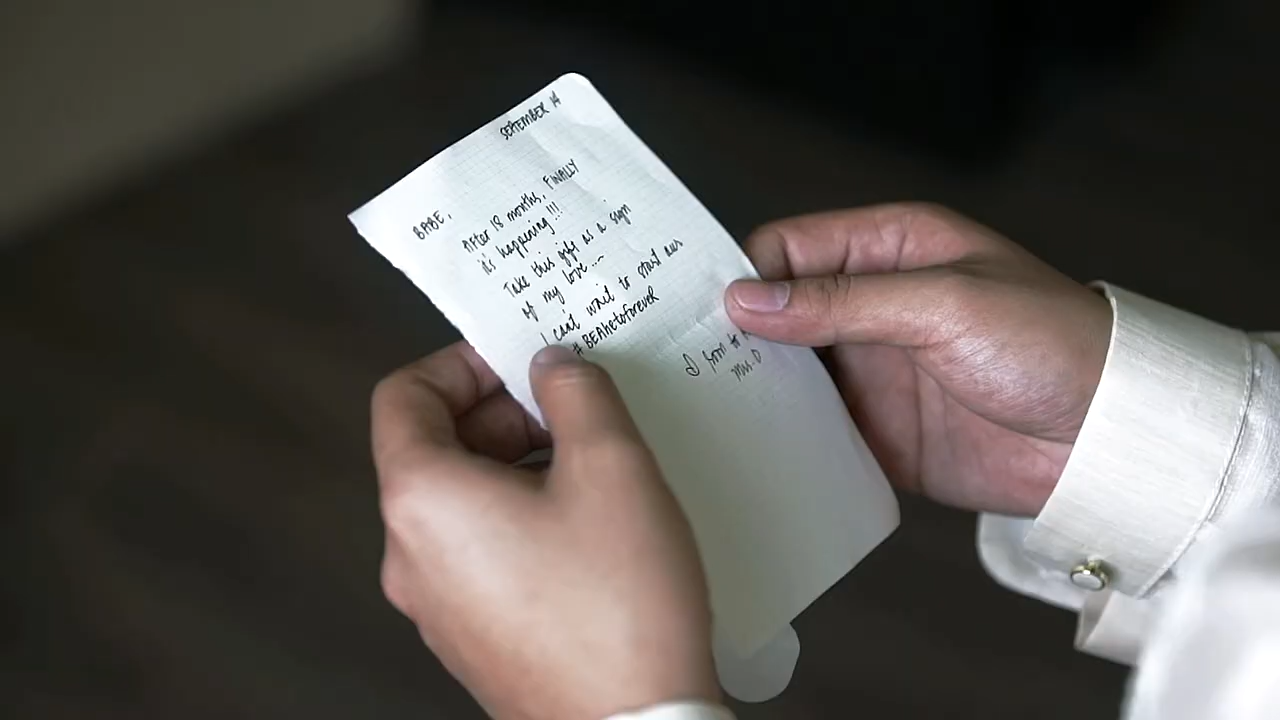 SEPTEMBER 14
BABE,
After 18 months, FINALLY
it's happening!!!
Take this gift as a sign
of my love...
I can't wait to start our
#BEAhetoforever
from
Mrs. D